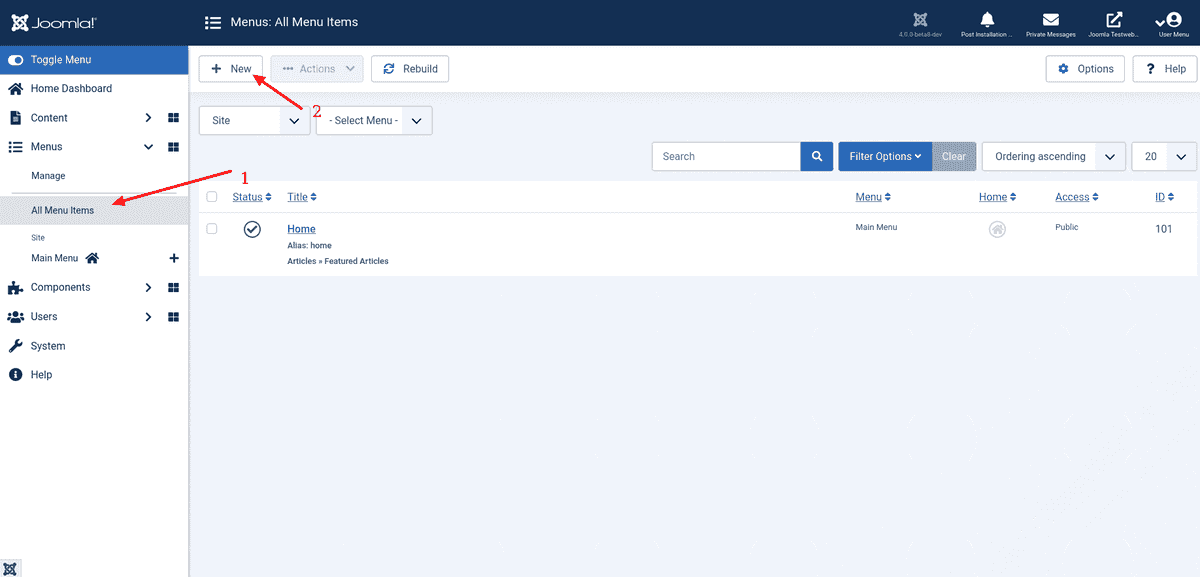 Joomla!®
Menus: All Menu Items
4.0.0-beta8-dev
Post Installation ..
Private Messages
Joomla Testweb...
User Menu
Toggle Menu
Home Dashboard
Content
Menus
Manage
All Menu Items
Site
Main Menu
Components
Users
System
Help
New
Actions
Rebuild
Options
? Help
2
Site
- Select Menu -
Search
Filter Options
Clear
Ordering ascending
20
1
Status
Title
Menu
Home
Access
ID
Home
Alias: home
Articles » Featured Articles
Main Menu
Public
101